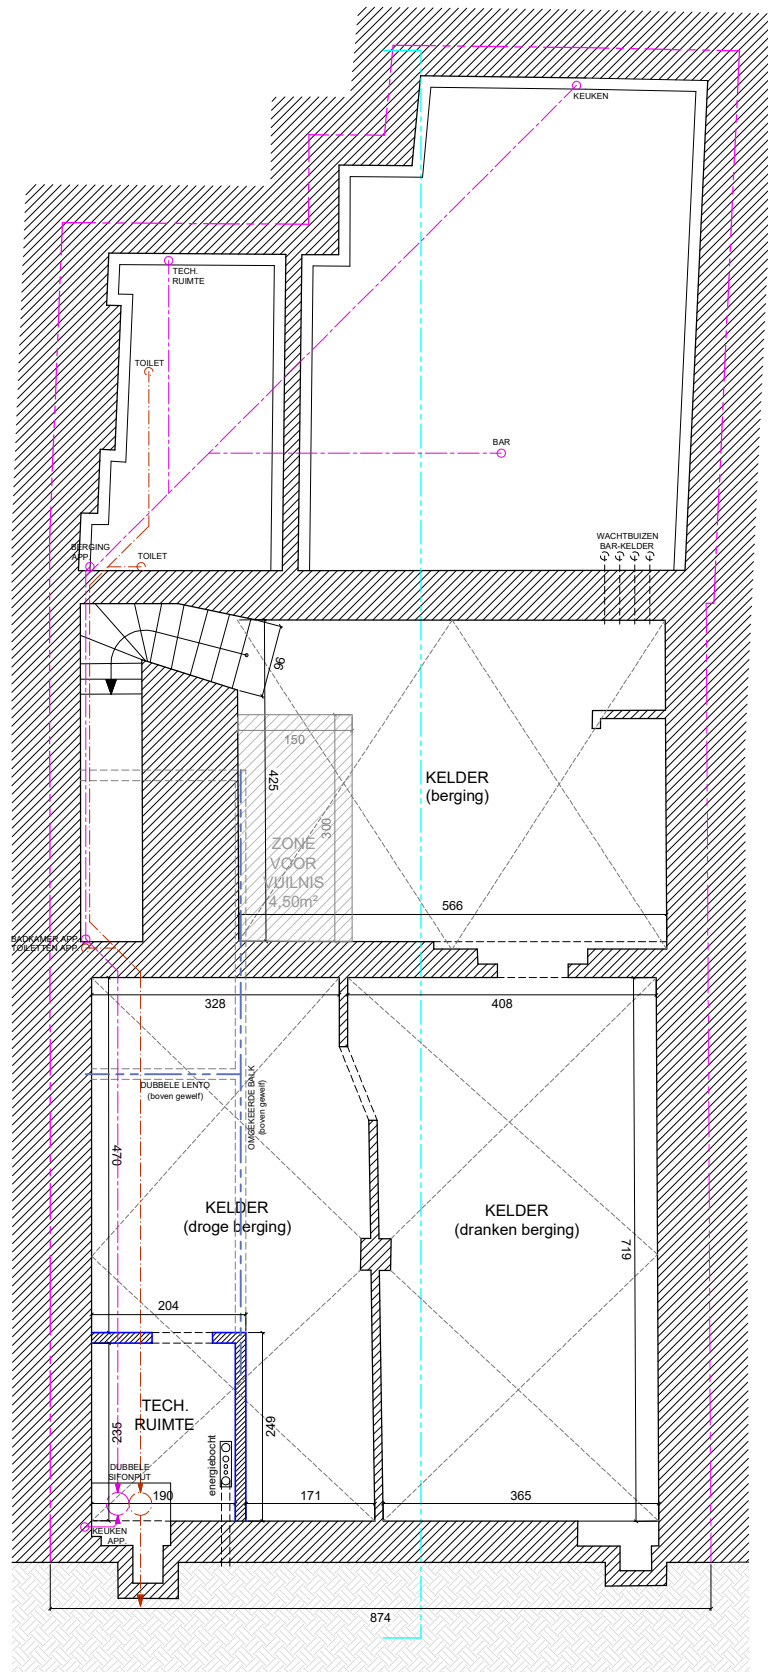 KEUKEN
TECH.
RUIMTE
TOILET
BAR
WACHTBUIZEN
BAR-KELDER
BERGING
APP.
TOILET
96
150
425
300
KELDER
(berging)
ZONE
VOOR
VUILNIS
4,50m²
566
BADKAMER APP.
TOILETTEN APP.
328
408
DUBBELE LENTO
(boven gewelf)
OMGEKEERDE BALK
(boven gewelf)
470
KELDER
(droge berging)
KELDER
(dranken berging)
719
204
TECH.
RUIMTE
235
249
energiebocht
DUBBELE
SIFONPUT
190
171
365
KEUKEN
APP.
874